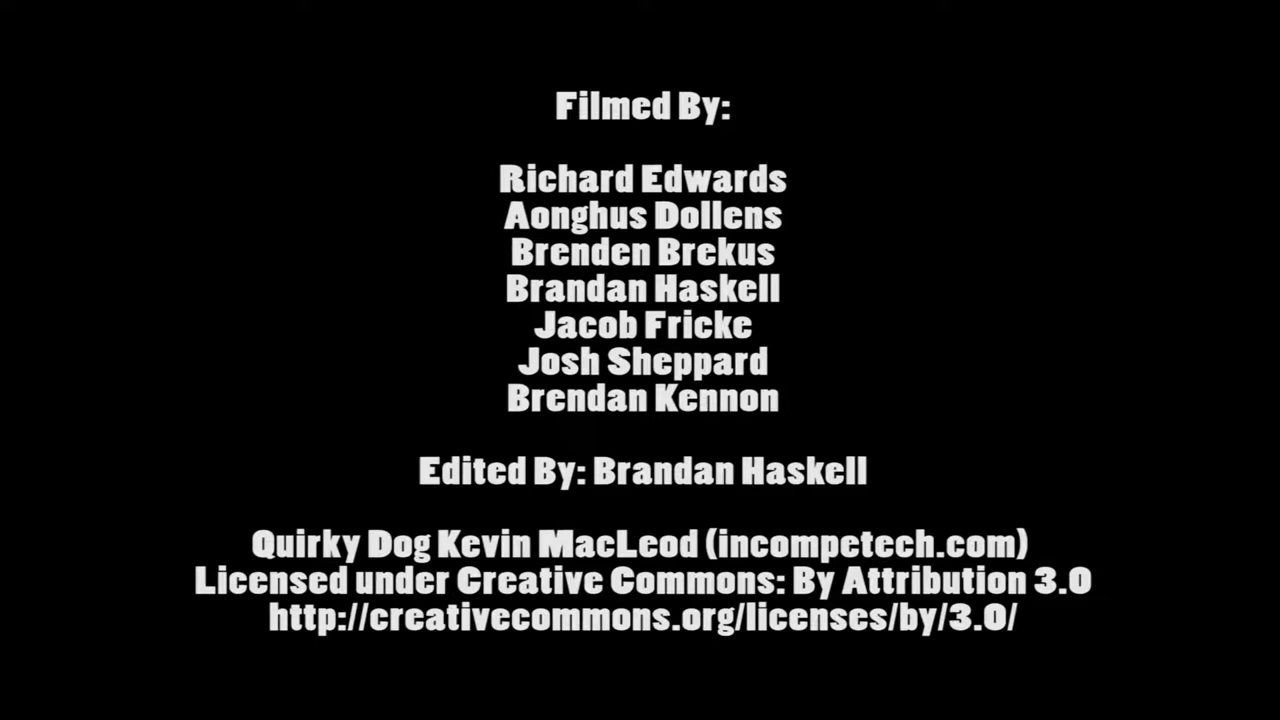 Filmed By:
Richard Edwards
Aonghus Dollens
Brenden Brekus
Brandan Haskell
Jacob Fricke
Josh Sheppard
Brendan Kennon
Edited By: Brandan Haskell
Quirky Dog Kevin MacLeod (incompetech.com)
Licensed under Creative Commons: By Attribution 3.0
http://creativecommons.org/licenses/by/3.0/